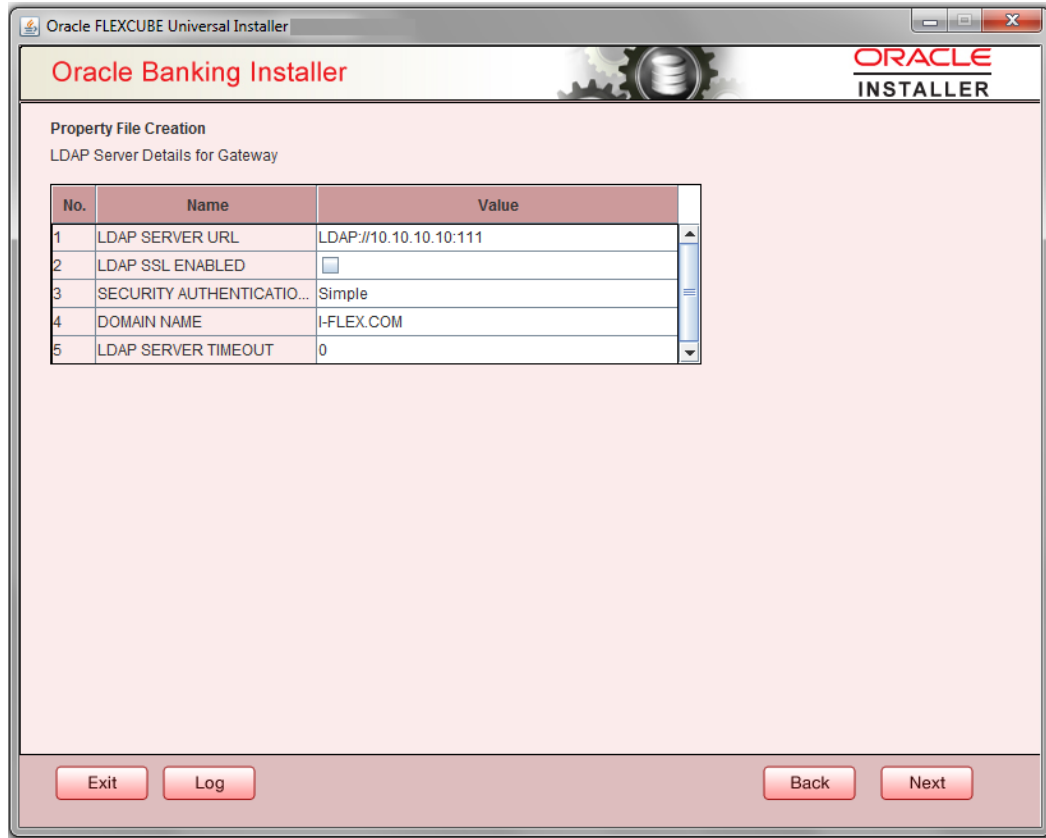 Oracle FLEXCUBE Universal Installer
Oracle Banking Installer
ORACLE
INSTALLER
Property File Creation
LDAP Server Details for Gateway
No. Name Value
1 LDAP SERVER URL LDAP://10.10.10.10:111
2 LDAP SSL ENABLED
3 SECURITY AUTHENTICATIO... Simple
4 DOMAIN NAME I-FLEX.COM
5 LDAP SERVER TIMEOUT 0
Exit Log Back Next